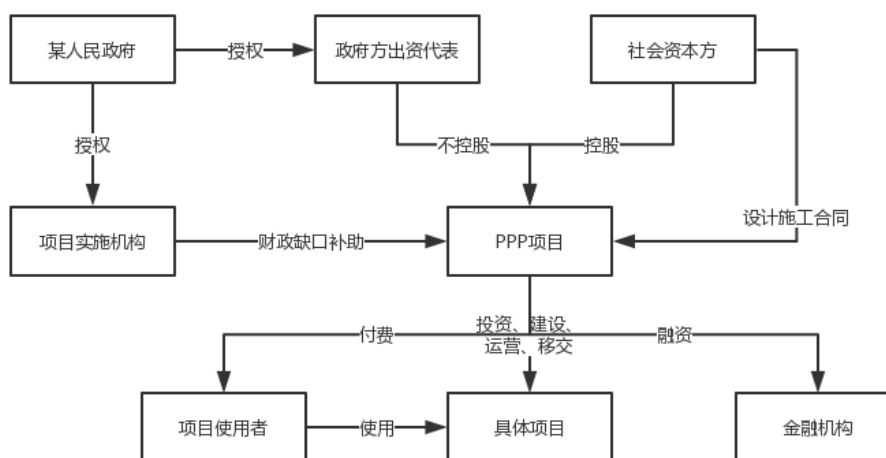 某人民政府
授权
政府方出资代表
社会资本方
授权
不控股
控股
设计施工合同
项目实施机构
财政缺口补助
PPP项目
付费
投资、建设、
运营、移交
融资
项目使用者
使用
具体项目
金融机构